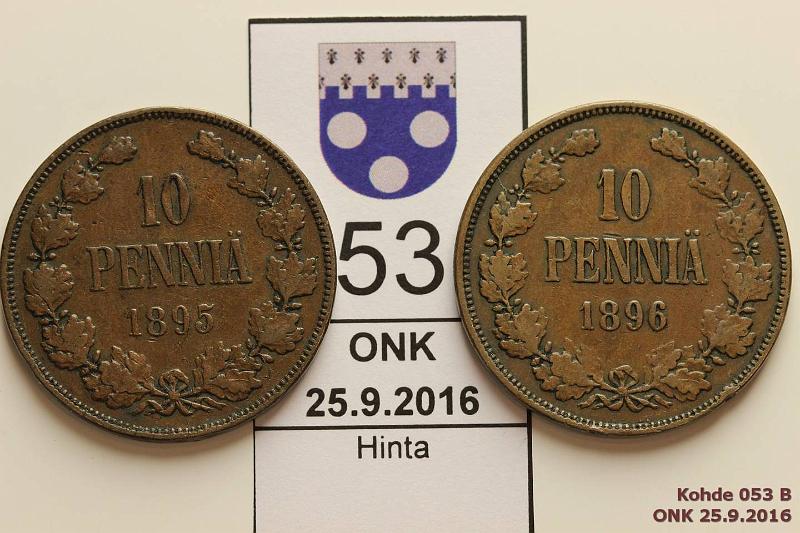 10
PENNIÄ
1895
10
PENNIÄ
1896
53
ONK
25.9.2016
Hinta
Kohde 053 B
ONK 25.9.2016